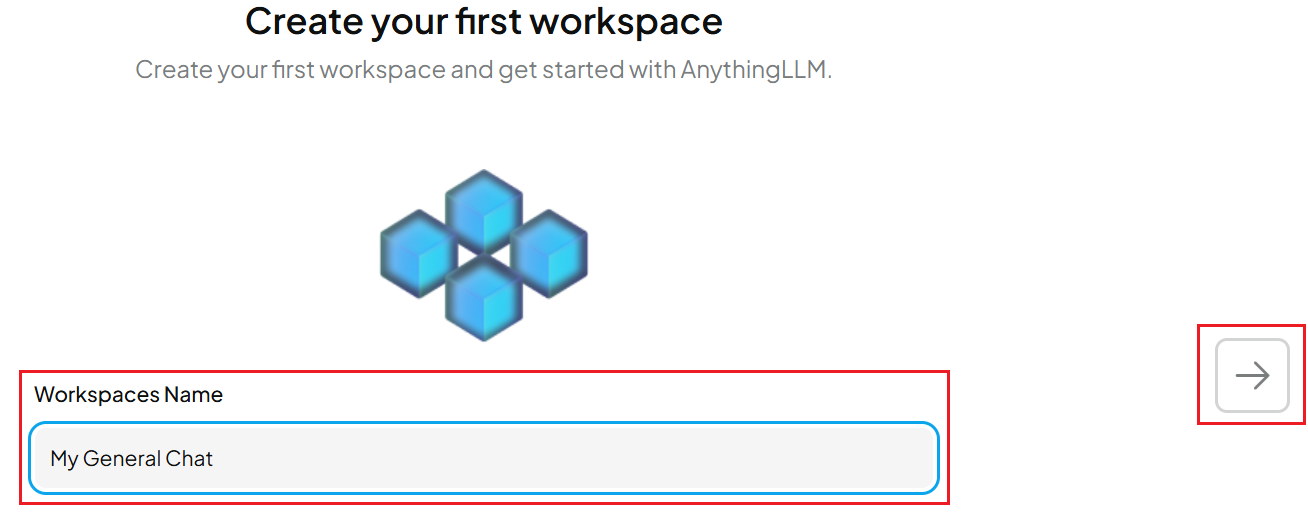 Create your first workspace
Create your first workspace and get started with AnythingLLM.
Workspaces Name
My General Chat